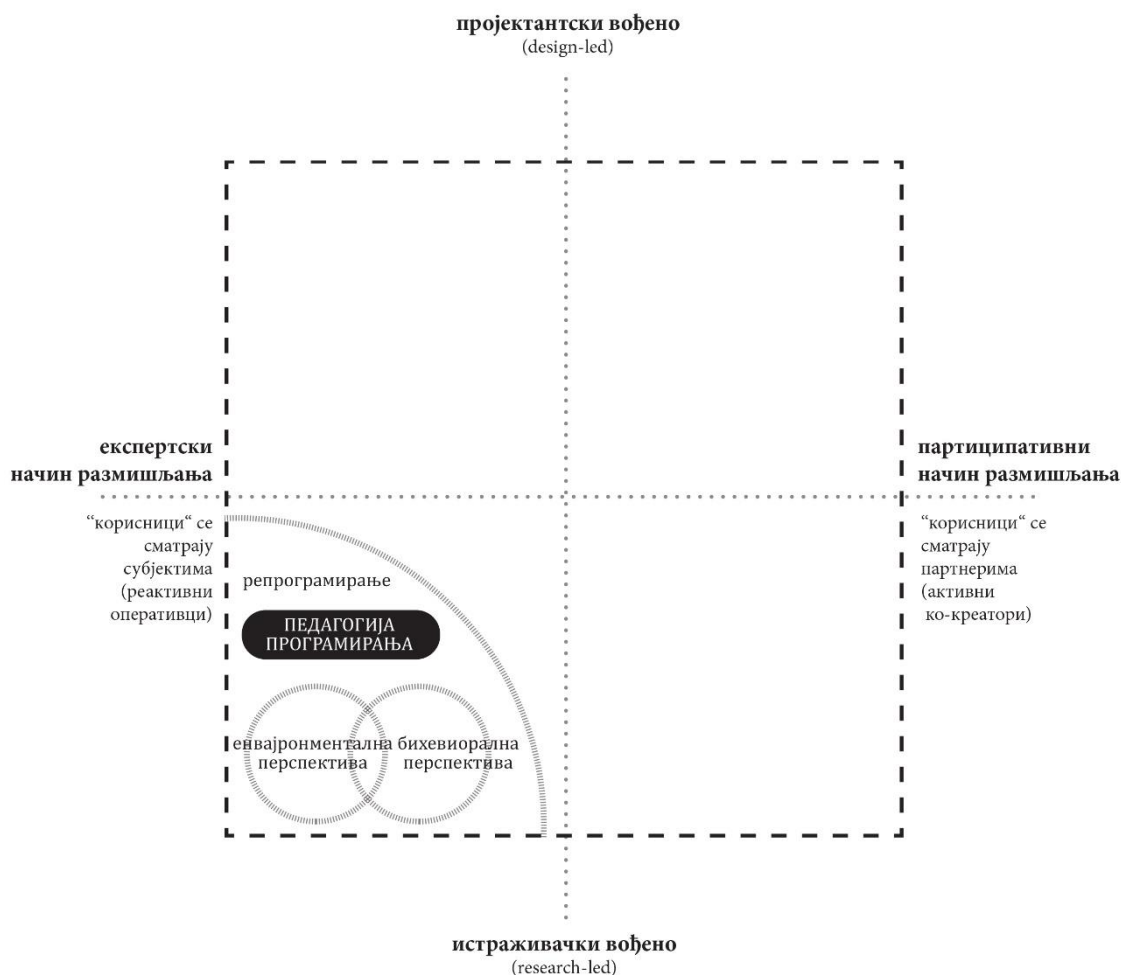 пројектантски вођено
(design-led)
експертски
начин размишљања
партиципативни
начин размишљања
“корисници“ се
сматрају
субјектима
(реактивни
оперативци)
“корисници“ се
сматрају
партнерима
(активни
ко-креатори)
репрограмирање
ПЕДАГОГИЈА
ПРОГРАМИРАЊА
енвајронментална
перспектива
бихевиорална
перспектива
истраживачки вођено
(research-led)